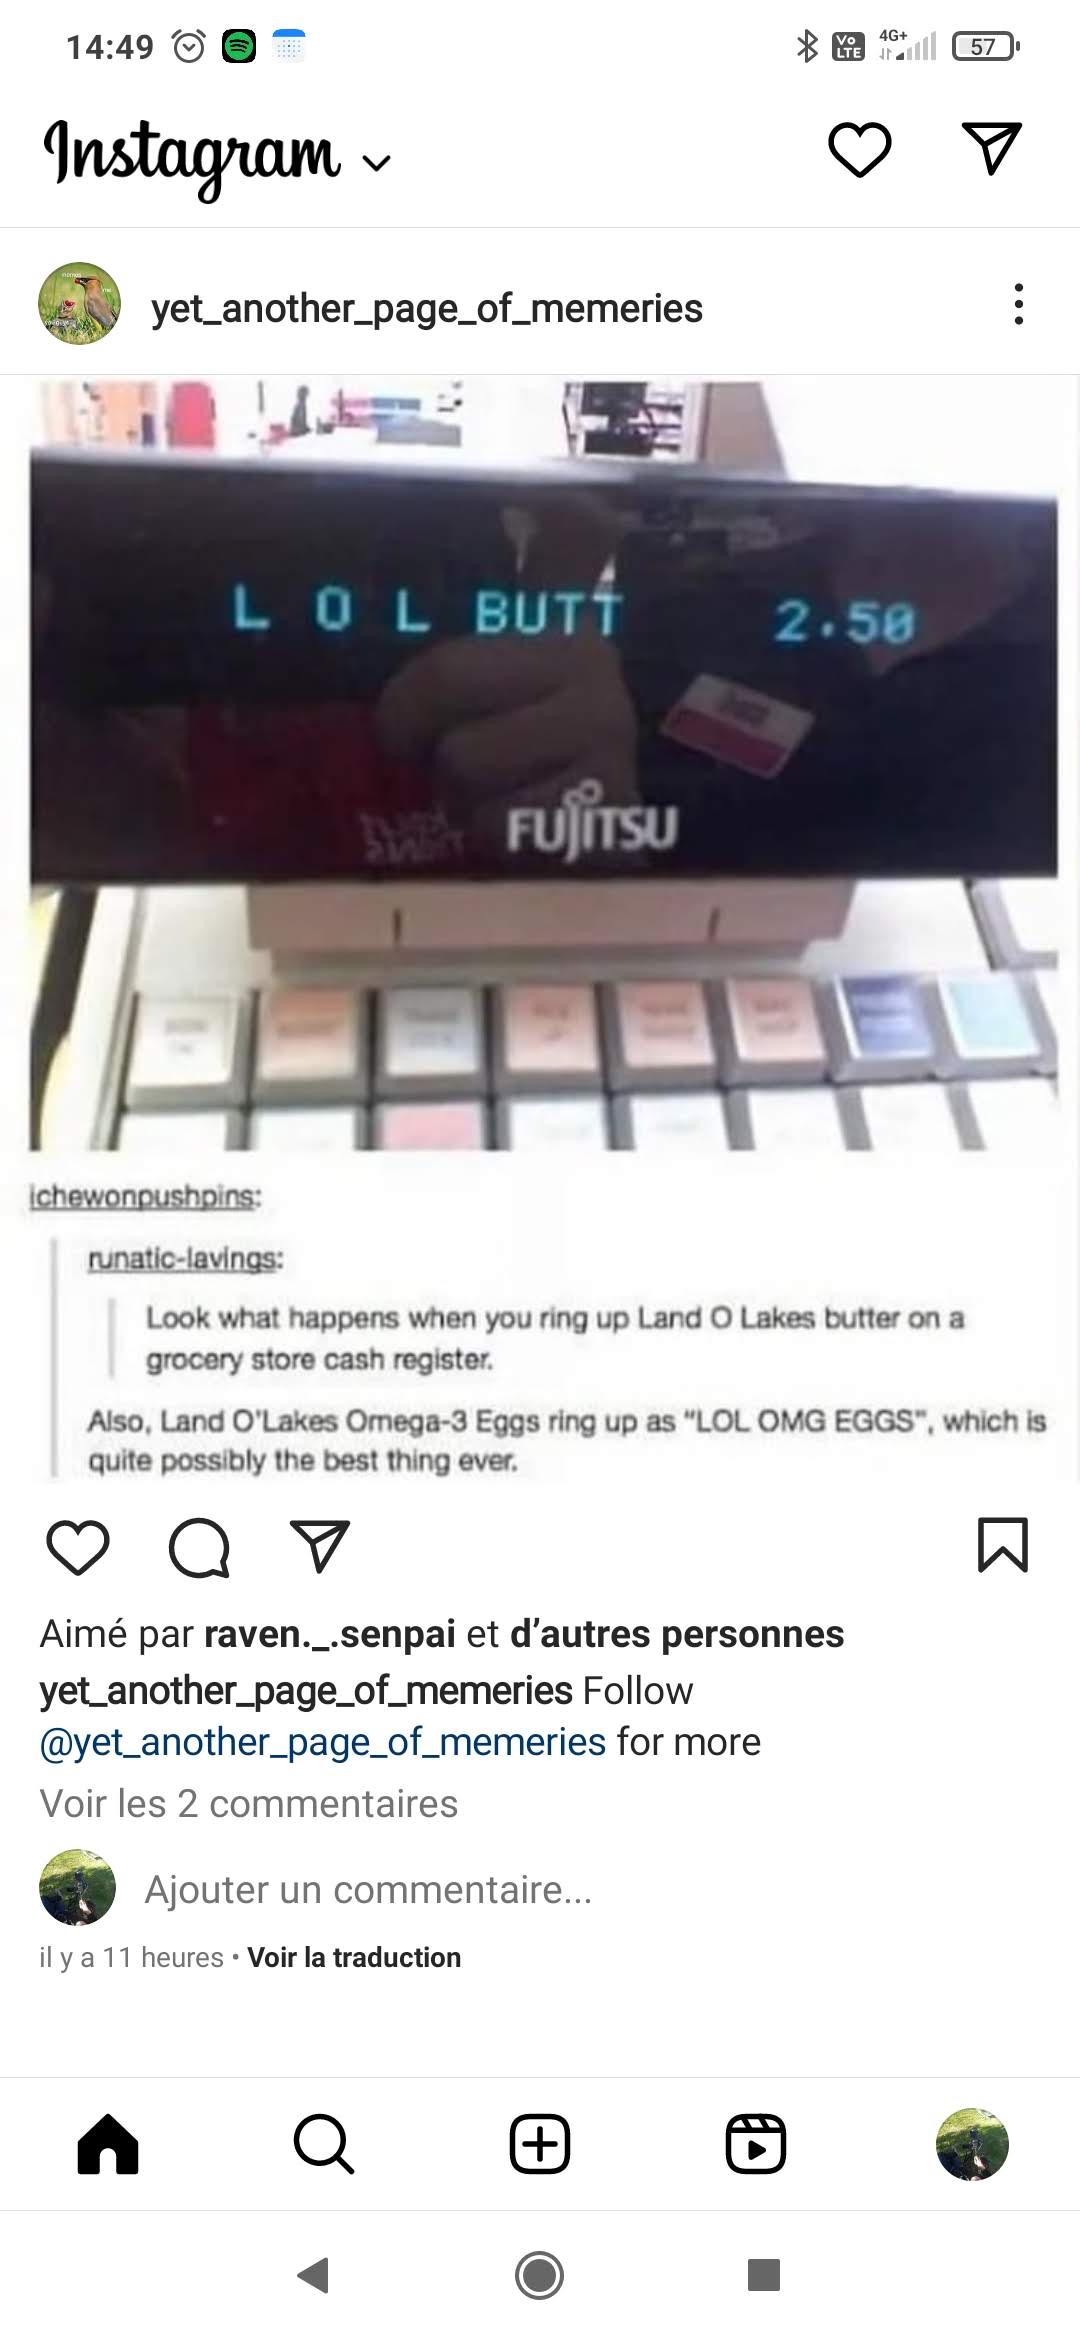 14:49
Vo LTE 4G+ 57
Instagram
yet_another_page_of_memeries
L O L BUTT 2.50
FUJITSU
ichewonpushpins:
runatic-lavings:
Look what happens when you ring up Land O Lakes butter on a
grocery store cash register.
Also, Land O'Lakes Omega-3 Eggs ring up as "LOL OMG EGGS", which is
quite possibly the best thing ever.
Aimé par raven._.senpai et d’autres personnes
yet_another_page_of_memeries Follow
@yet_another_page_of_memeries for more
Voir les 2 commentaires
Ajouter un commentaire...
il y a 11 heures • Voir la traduction